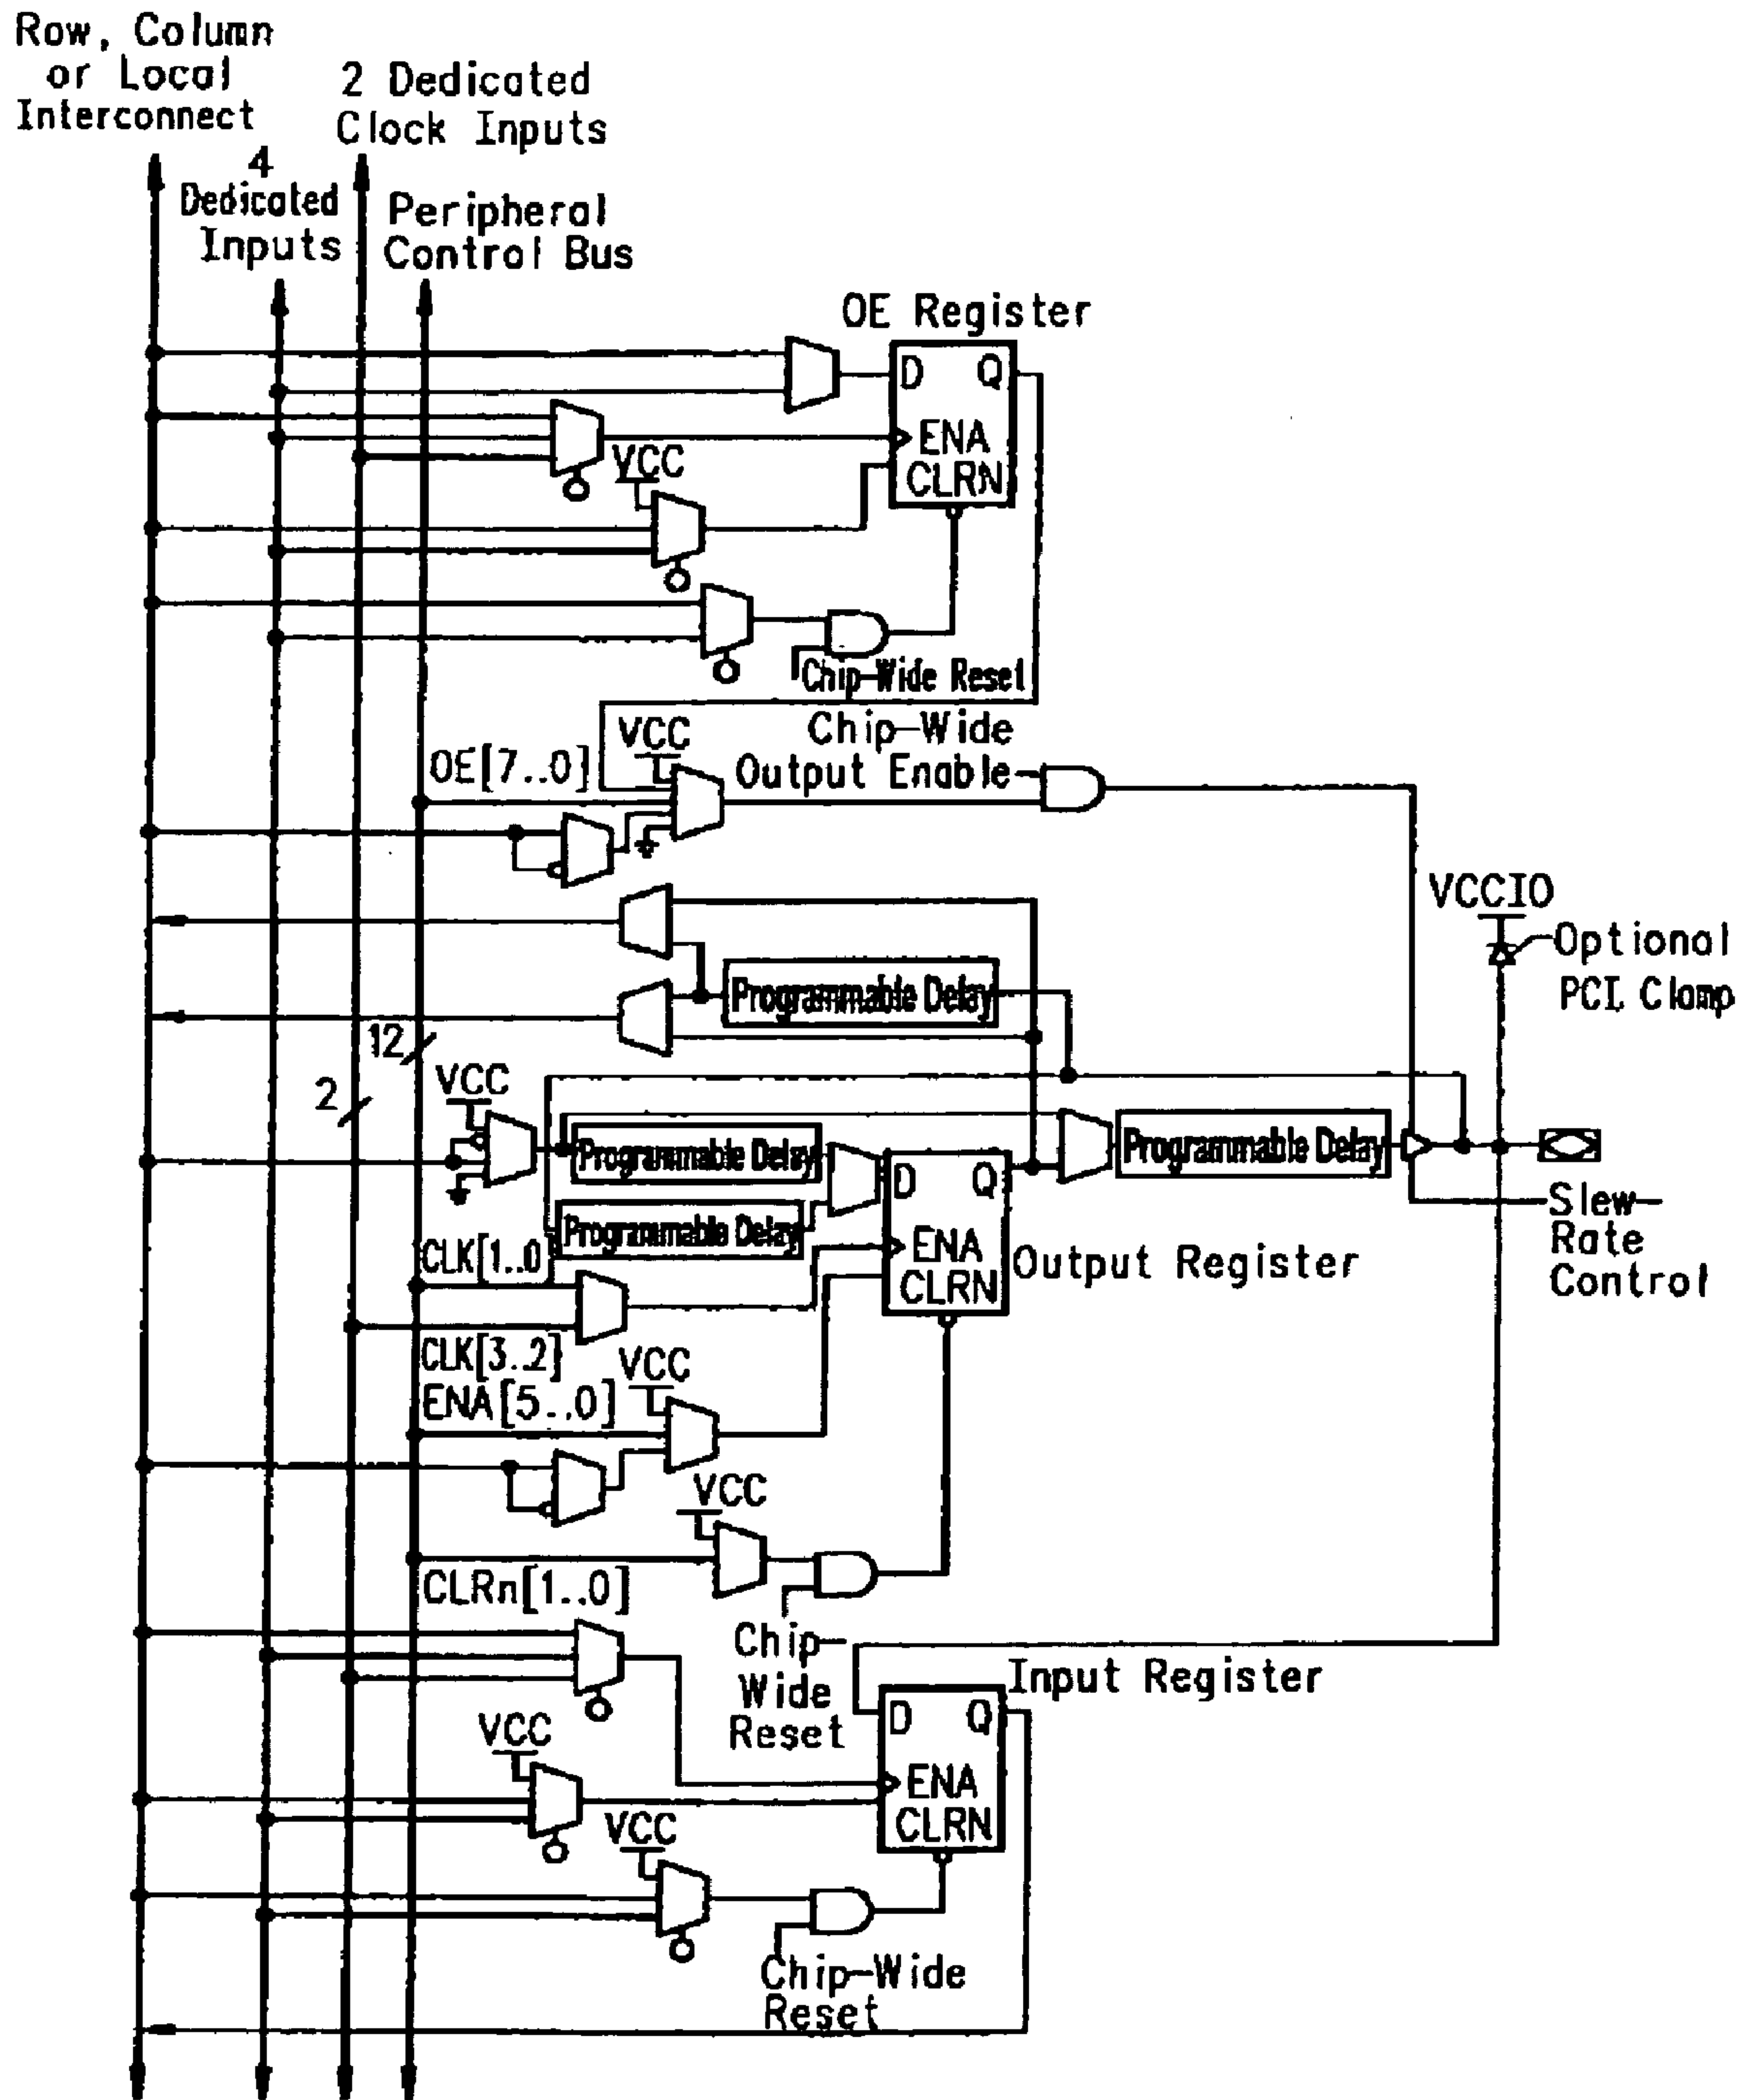 Row, Column
or Local
Interconnect
2 Dedicated
Clock Inputs
4
Dedicated
Inputs
Peripheral
Control Bus
OE Register
D Q
ENA
CLRN
VCC
Chip-Wide Reset
VCC
Chip-Wide
Output Enable
OE[7..0]
VCCIO
Optional
PCI Clamp
Programmable Delay
12
2
VCC
Programmable Delay
Programmable Delay
D Q
ENA
CLRN
Programmable Delay
Programmable Delay
Output Register
Slew-
Rate
Control
CLK[1..0
CLK[3..2]
ENA[5..0]
VCC
VCC
CLRn[1..0]
Chip-
Wide
Reset
Input Register
D Q
ENA
CLRN
VCC
VCC
Chip-Wide
Reset